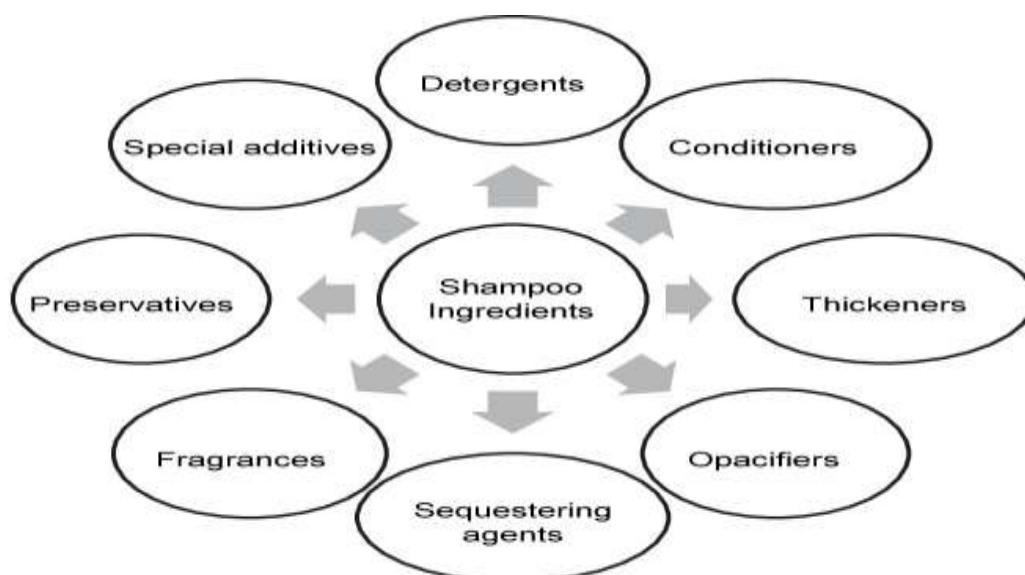 Detergents
Special additives
Conditioners
Shampoo
Ingredients
Preservatives
Thickeners
Fragrances
Opacifiers
Sequestering
agents